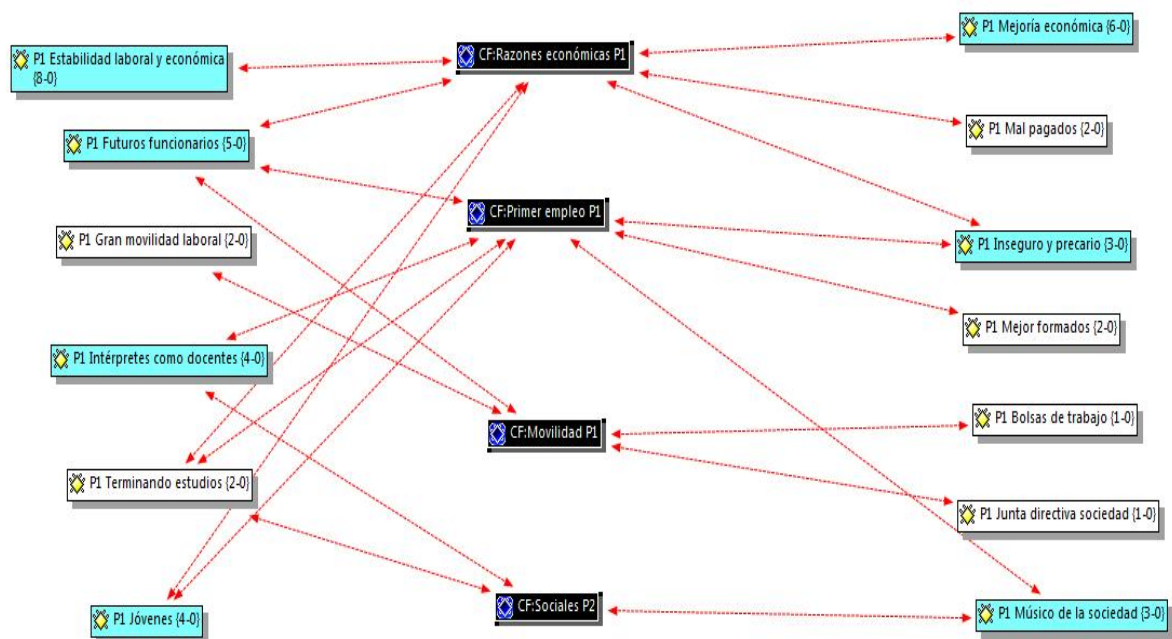 P1 Estabilidad laboral y económica
{8-0}
CF:Razones económicas P1
P1 Mejoría económica {6-0}
P1 Mal pagados {2-0}
P1 Futuros funcionarios {5-0}
CF:Primer empleo P1
P1 Gran movilidad laboral {2-0}
P1 Inseguro y precario {3-0}
P1 Mejor formados {2-0}
P1 Intérpretes como docentes {4-0}
CF:Movilidad P1
P1 Bolsas de trabajo {1-0}
P1 Terminando estudios {2-0}
P1 Junta directiva sociedad {1-0}
P1 Jóvenes {4-0}
CF:Sociales P2
P1 Músico de la sociedad {3-0}